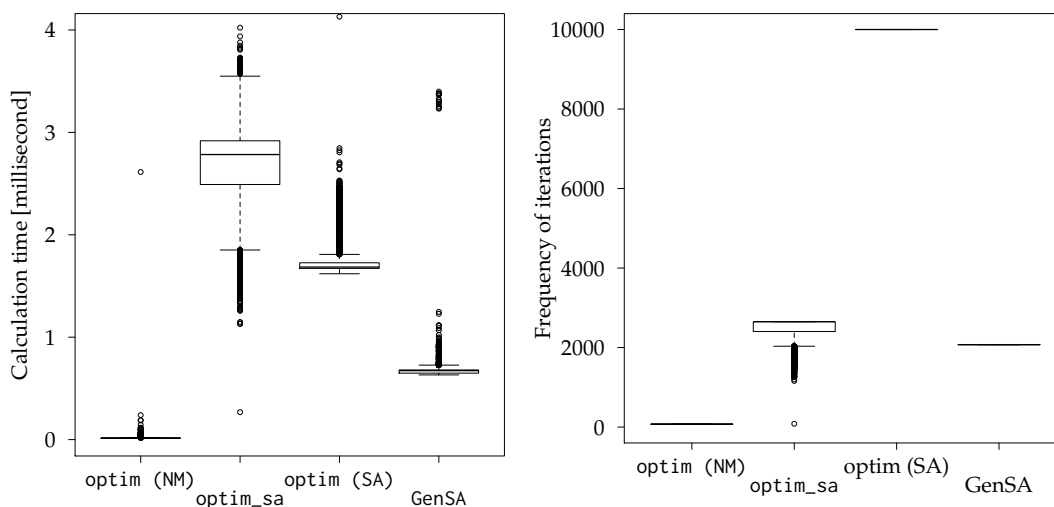 Calculation time [millisecond]
4
3
2
1
0
optim (NM)
optim_sa
optim (SA)
GenSA
Frequency of iterations
10000
8000
6000
4000
2000
0
optim (NM)
optim_sa
optim (SA)
GenSA